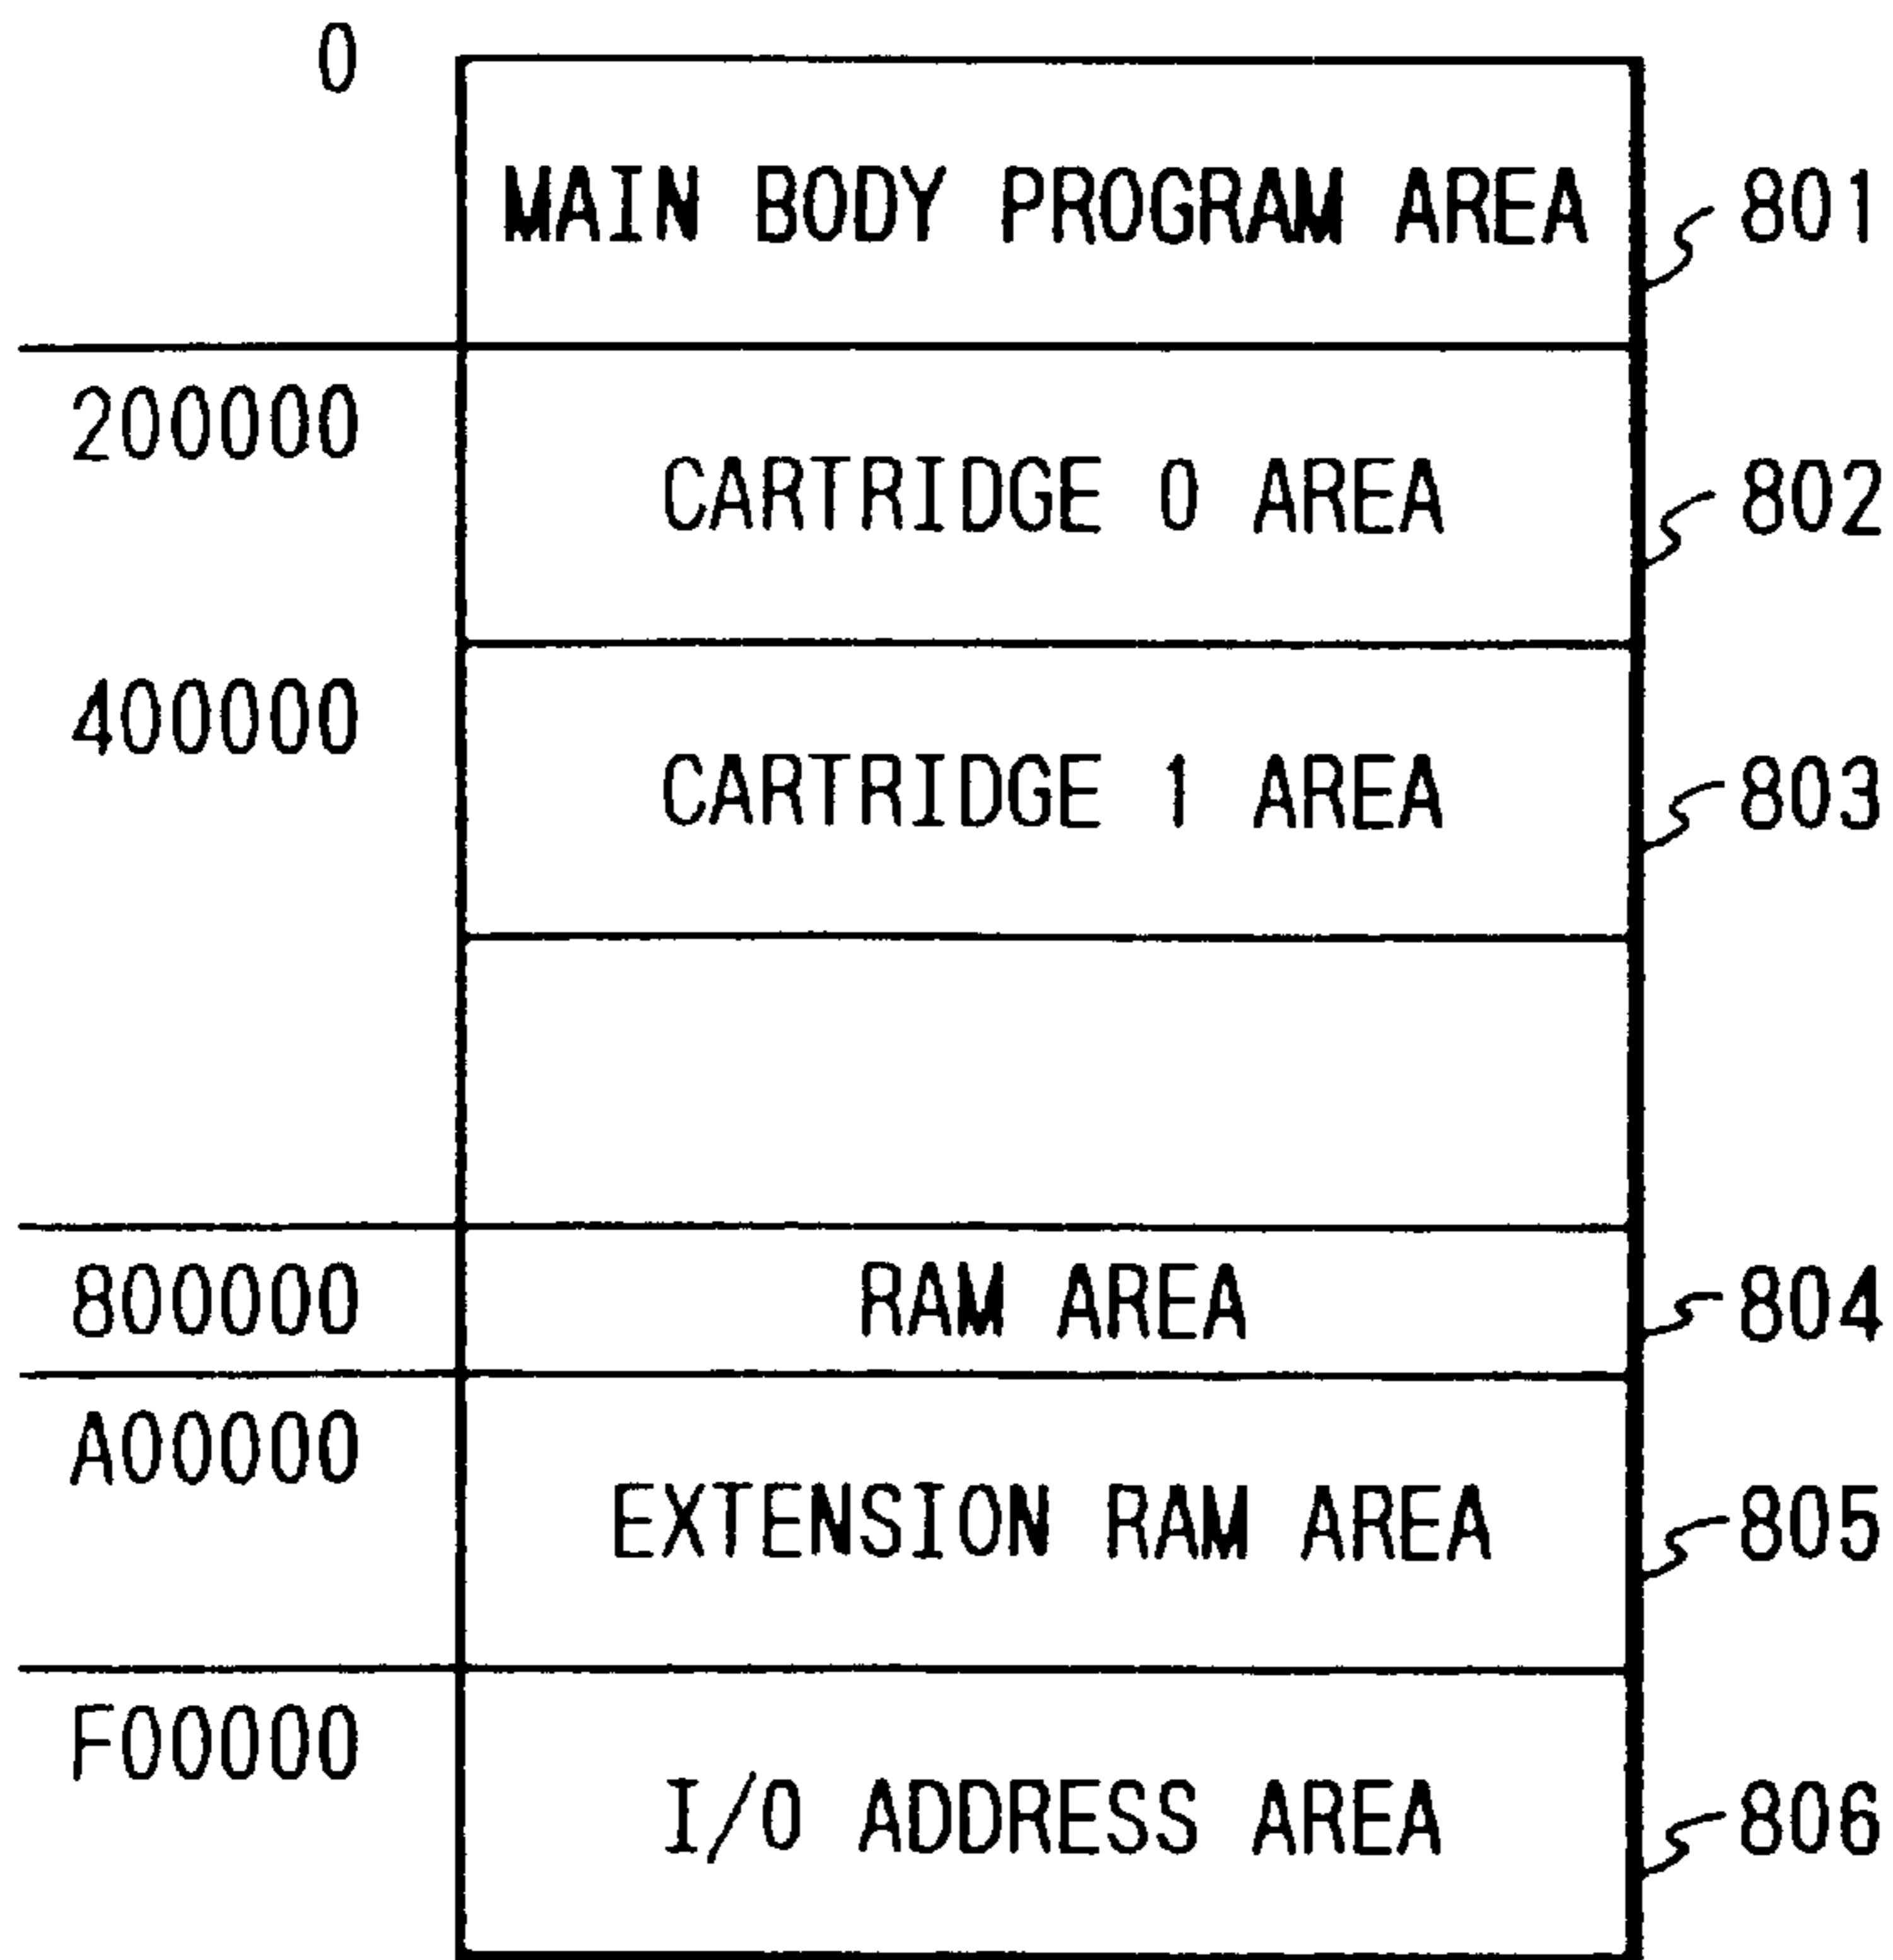 0
MAIN BODY PROGRAM AREA
801
200000
CARTRIDGE 0 AREA
802
400000
CARTRIDGE 1 AREA
803
800000
RAM AREA
804
A00000
EXTENSION RAM AREA
805
F00000
I/O ADDRESS AREA
806